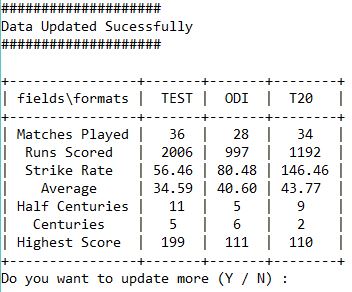 ####################
Data Updated Sucessfully
####################
+-----------------+-------+-------+--------+
| fields\formats | TEST | ODI | T20 |
+-----------------+-------+-------+--------+
| Matches Played | 36 | 28 | 34 |
| Runs Scored | 2006 | 997 | 1192 |
| Strike Rate | 56.46 | 80.48 | 146.46 |
| Average | 34.59 | 40.60 | 43.77 |
| Half Centuries | 11 | 5 | 9 |
| Centuries | 5 | 6 | 2 |
| Highest Score | 199 | 111 | 110 |
+-----------------+-------+-------+--------+
Do you want to update more (Y / N) :